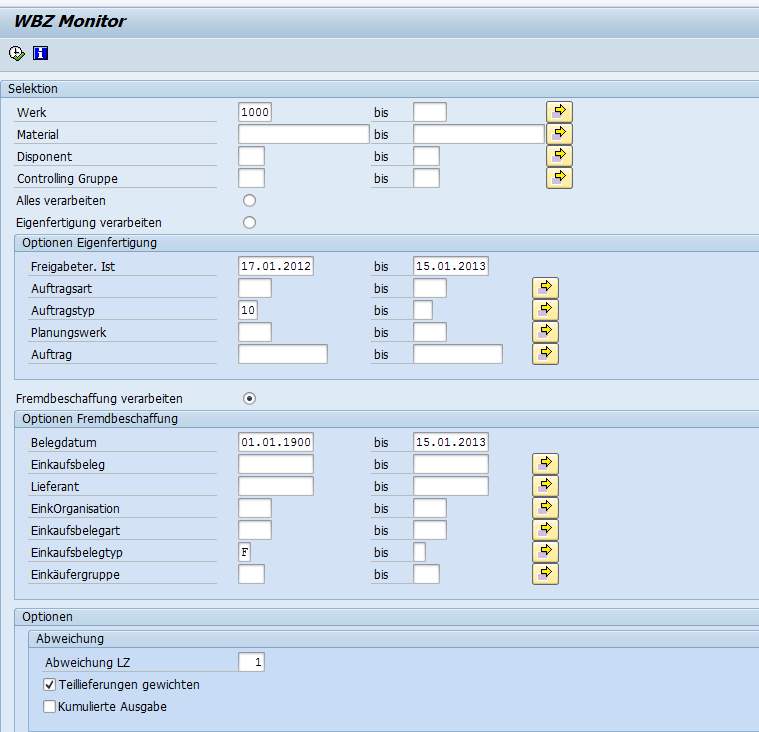 WBZ Monitor
Selektion
Werk 1000 bis
Material bis
Disponent bis
Controlling Gruppe bis
Alles verarbeiten
Eigenfertigung verarbeiten
Optionen Eigenfertigung
Freigabeter. Ist 17.01.2012 bis 15.01.2013
Auftragsart bis
Auftragstyp 10 bis
Planungswerk bis
Auftrag bis
Fremdbeschaffung verarbeiten
Optionen Fremdbeschaffung
Belegdatum 01.01.1900 bis 15.01.2013
Einkaufsbeleg bis
Lieferant bis
EinkOrganisation bis
Einkaufsbelegart bis
Einkaufsbelegtyp F bis
Einkäufergruppe bis
Optionen
Abweichung
Abweichung LZ 1
Teillieferungen gewichten
Kumulierte Ausgabe